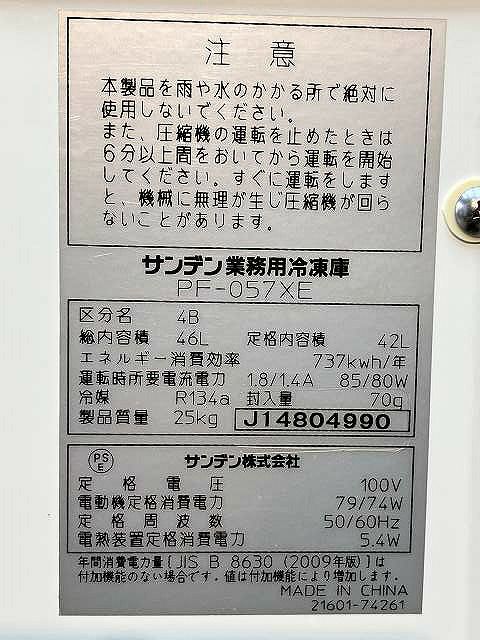 注意
本製品を雨や水のかかる所で絶対に
使用しないでください。
また、圧縮機の運転を止めたときは
6分以上間をおいてから運転を開始
してください。すぐに運転をします
と、機械に無理が生じ圧縮機が回ら
ないことがあります。
サンデン業務用冷凍庫
PF-057XE
区分名 4B
総内容積 46L 定格内容積 42L
エネルギー消費効率 737kwh/年
運転時所要電流電力 1.8/1.4A 85/80W
冷媒 R134a 封入量 70g
製品質量 25kg J14804990
PS E サンデン株式会社
定格電圧 100V
電動機定格消費電力 79/74W
定格周波数 50/60Hz
電熱装置定格消費電力 5.4W
年間消費電力量[JIS B 8630 (2009年版)]は
付加機能のない場合です。値は付加機能により増加します。
MADE IN CHINA
21601-74261